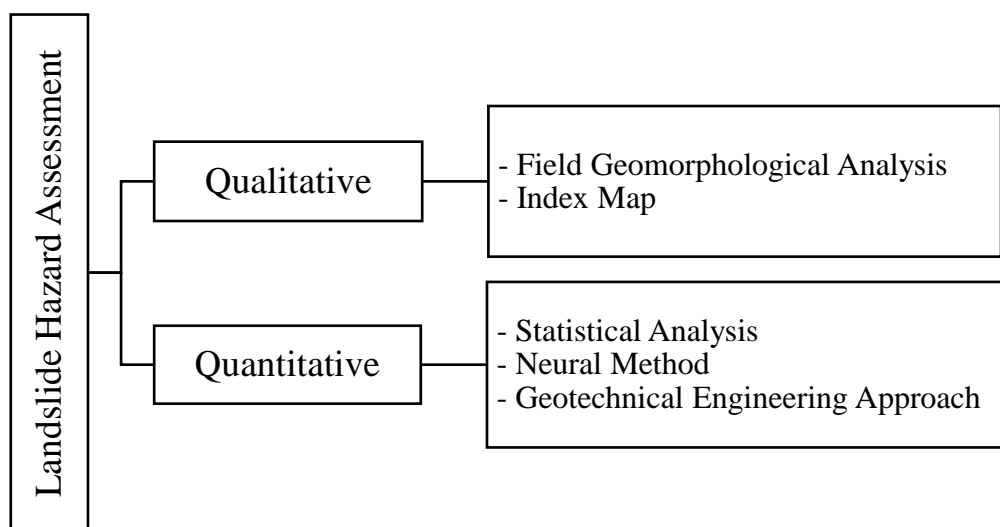 Landslide Hazard Assessment
Qualitative
- Field Geomorphological Analysis
- Index Map
Quantitative
- Statistical Analysis
- Neural Method
- Geotechnical Engineering Approach